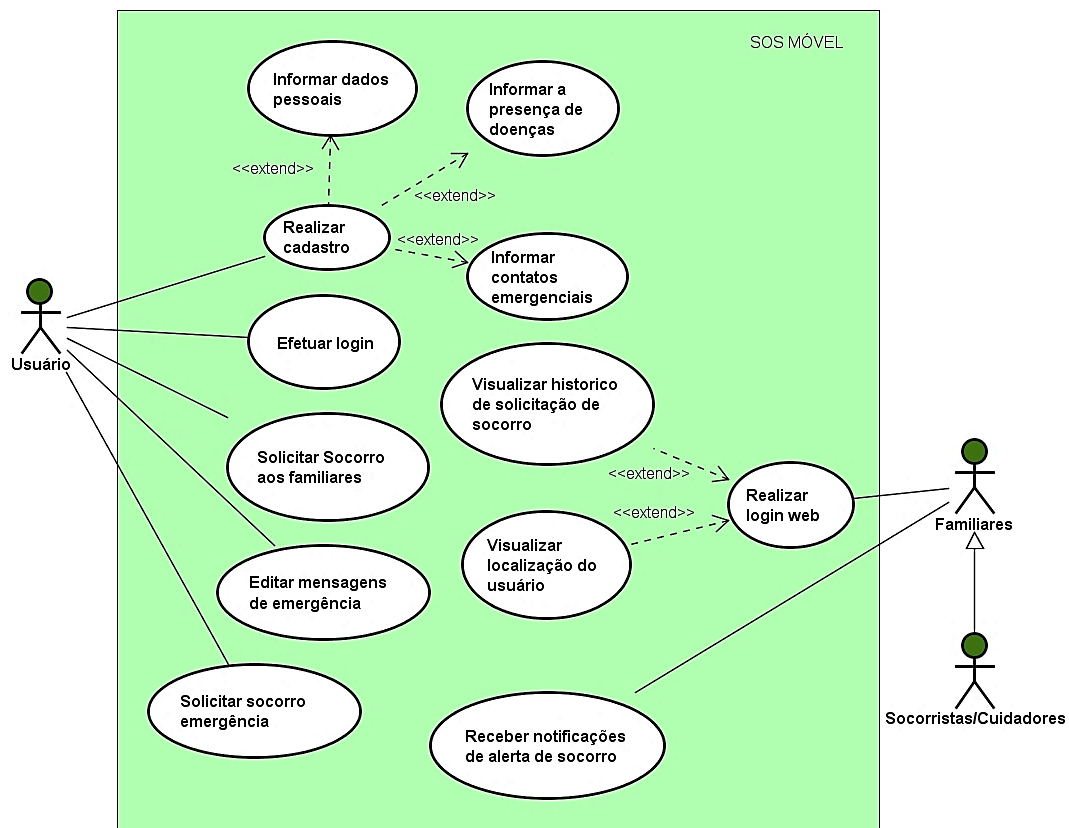 SOS MÓVEL
Informar dados
pessoais
Informar a
presença de
doenças
<<extend>>
<<extend>>
Realizar
cadastro
<<extend>>
Informar
contatos
emergenciais
Usuário
Efetuar login
Visualizar historico
de solicitação de
socorro
Solicitar Socorro
aos familiares
<<extend>>
Realizar
login web
<<extend>>
Familiares
Visualizar
localização do
usuário
Editar mensagens
de emergência
Solicitar socorro
emergência
Socorristas/Cuidadores
Receber notificações
de alerta de socorro